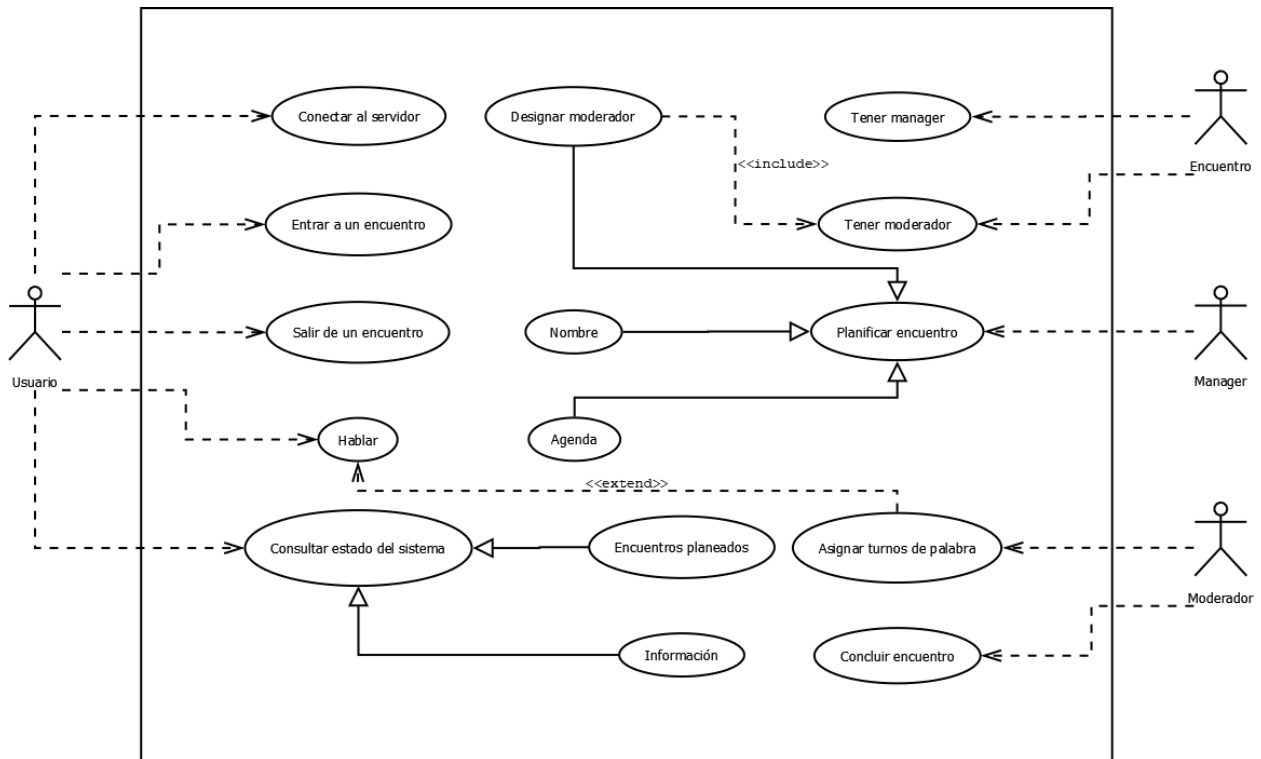 Conectar al servidor
Designar moderador
Tener manager
<<include>>
Encuentro
Entrar a un encuentro
Tener moderador
Salir de un encuentro
Nombre
Planificar encuentro
Usuario
Manager
Hablar
Agenda
<<extend>>
Consultar estado del sistema
Encuentros planeados
Asignar turnos de palabra
Moderador
Información
Concluir encuentro